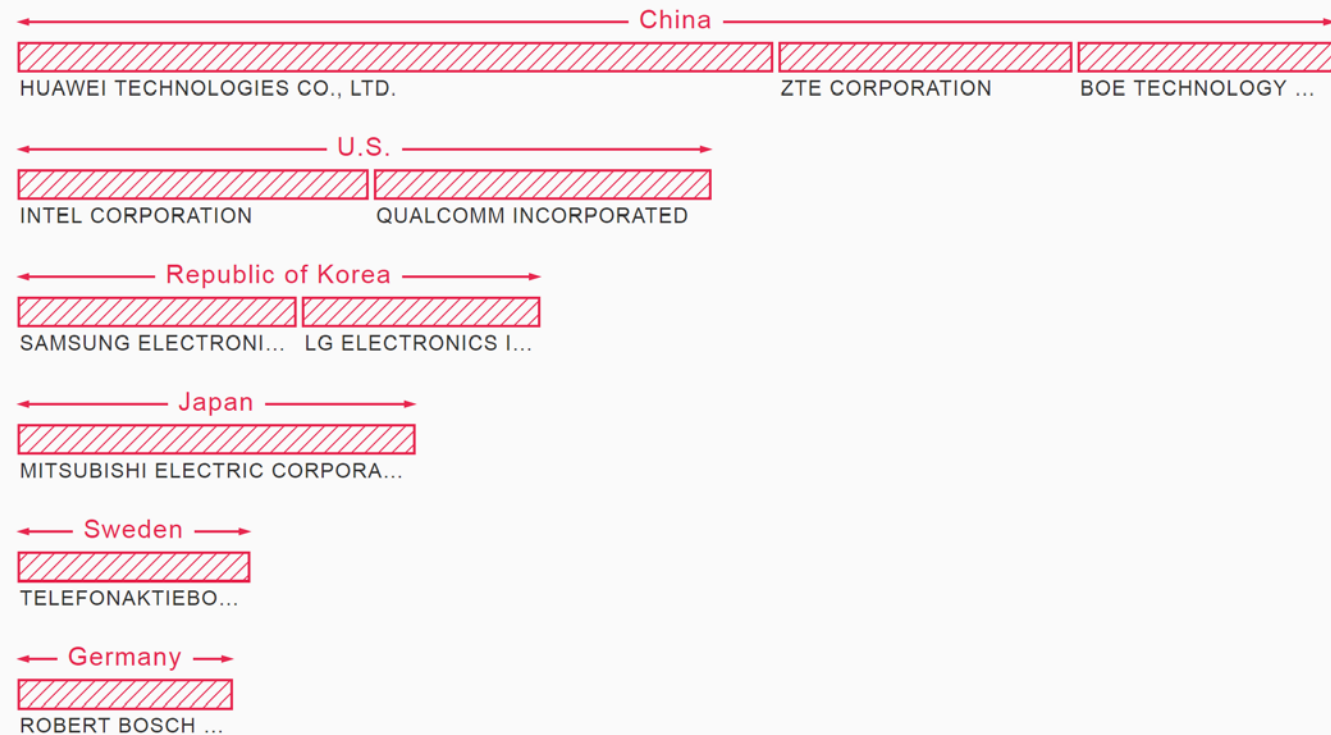 China
HUAWEI TECHNOLOGIES CO., LTD. ZTE CORPORATION BOE TECHNOLOGY ...
U.S.
INTEL CORPORATION QUALCOMM INCORPORATED
Republic of Korea
SAMSUNG ELECTRONI... LG ELECTRONICS I...
Japan
MITSUBISHI ELECTRIC CORPORA...
Sweden
TELEFONAKTIEBO...
Germany
ROBERT BOSCH ...